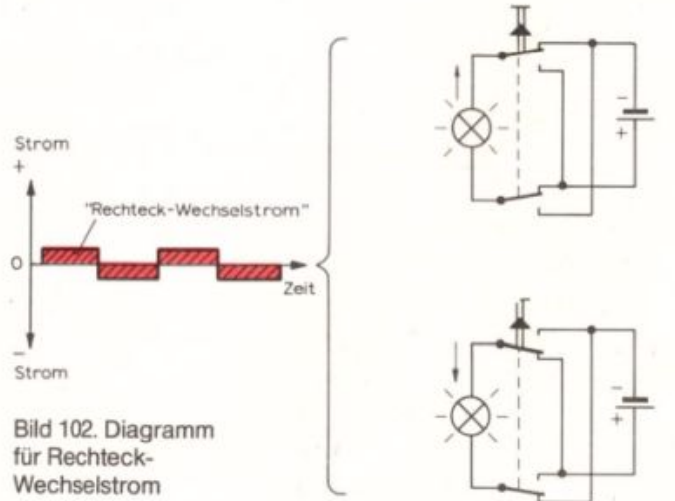 Strom
+
"Rechteck-Wechselstrom"
0
Zeit
−
Strom
Bild 102. Diagramm
für Rechteck-
Wechselstrom
−
+
−
+